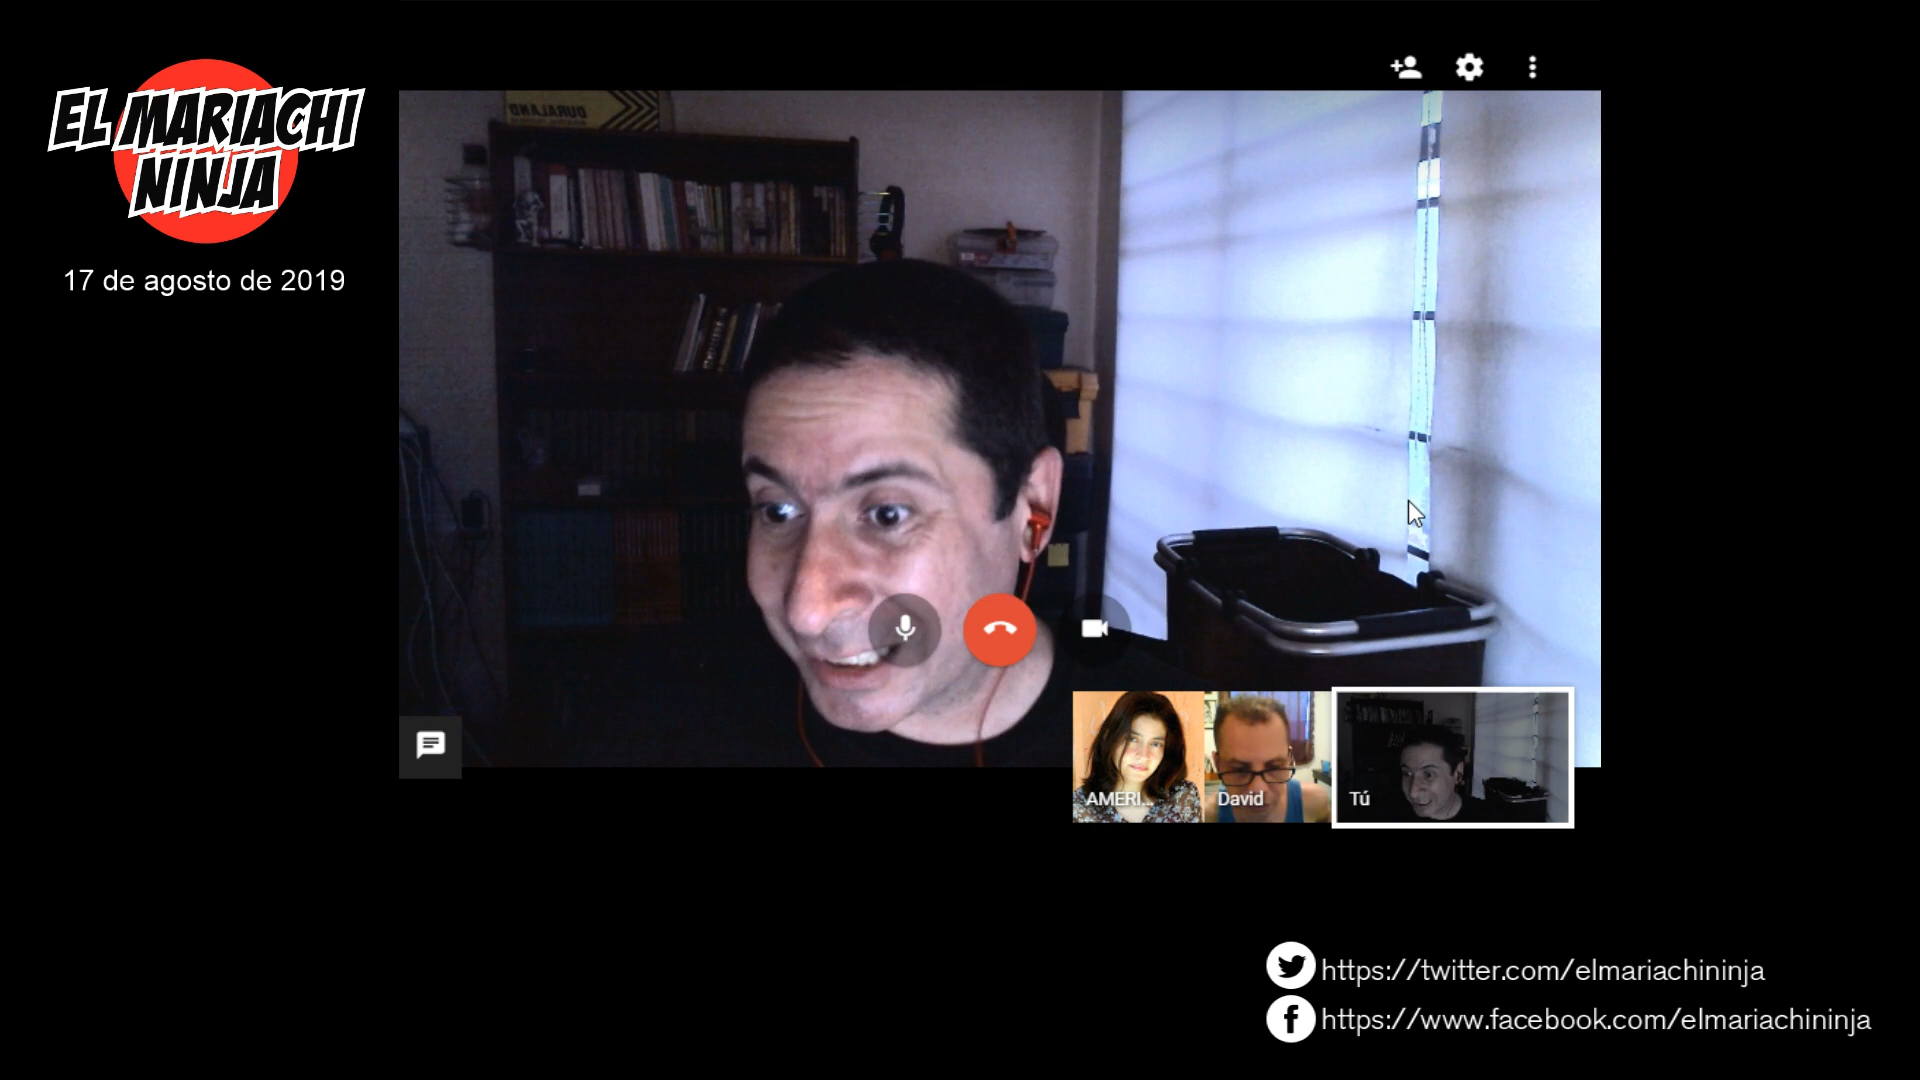 EL MARIACHI
NINJA
17 de agosto de 2019
DURALAND
AMERI...
David
Tú
https://twitter.com/elmariachininja
https://www.facebook.com/elmariachininja